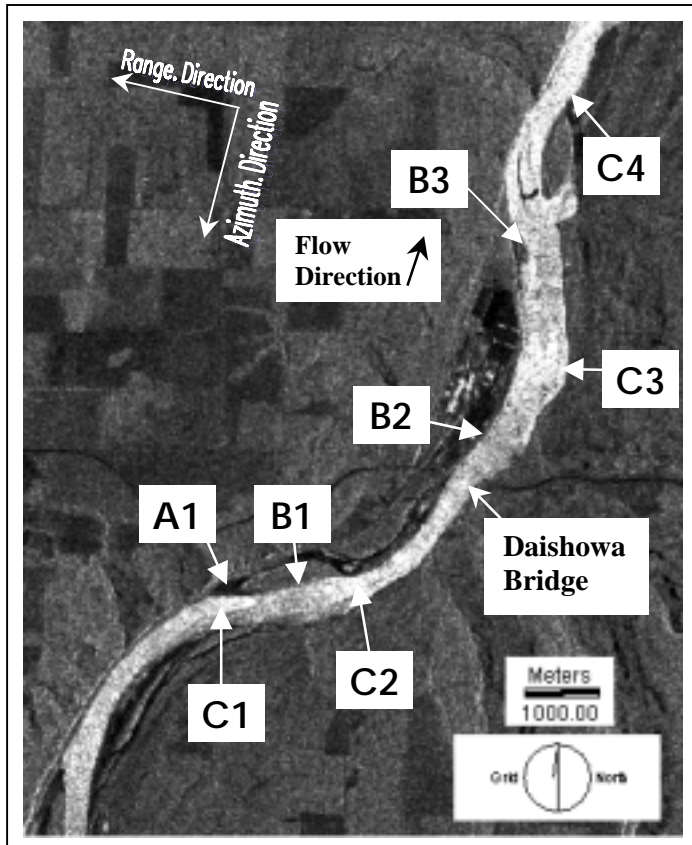 Range. Direction
Azimuth. Direction
C4
B3
Flow
Direction
C3
B2
A1
B1
Daishowa
Bridge
C2
C1
Meters
1000.00
Grid
North